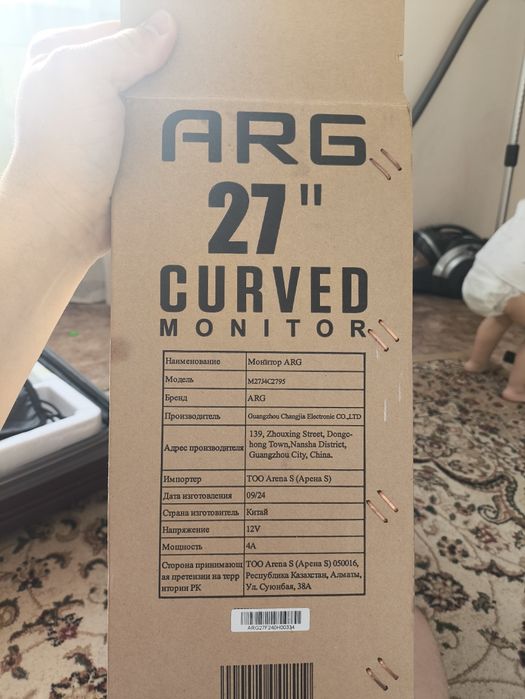 ARG
27"
CURVED
MONITOR
Наименование Монитор ARG
Модель M27J4C2795
Бренд ARG
Производитель Guangzhou Changjia Electronic CO.,LTD
Адрес производителя 139, Zhouxing Street, Dongc-
hong Town,Nansha District,
Guangzhou City, China.
Импортер ТОО Arena S (Арена S)
Дата изготовления 09/24
Страна изготовитель Китай
Напряжение 12V
Мощность 4A
Сторона принимающ ТОО Arena S (Арена S) 050016,
ая претензии на терр Республика Казахстан, Алматы,
итории РК Ул. Суюнбая, 38А
ARG27F240H00334